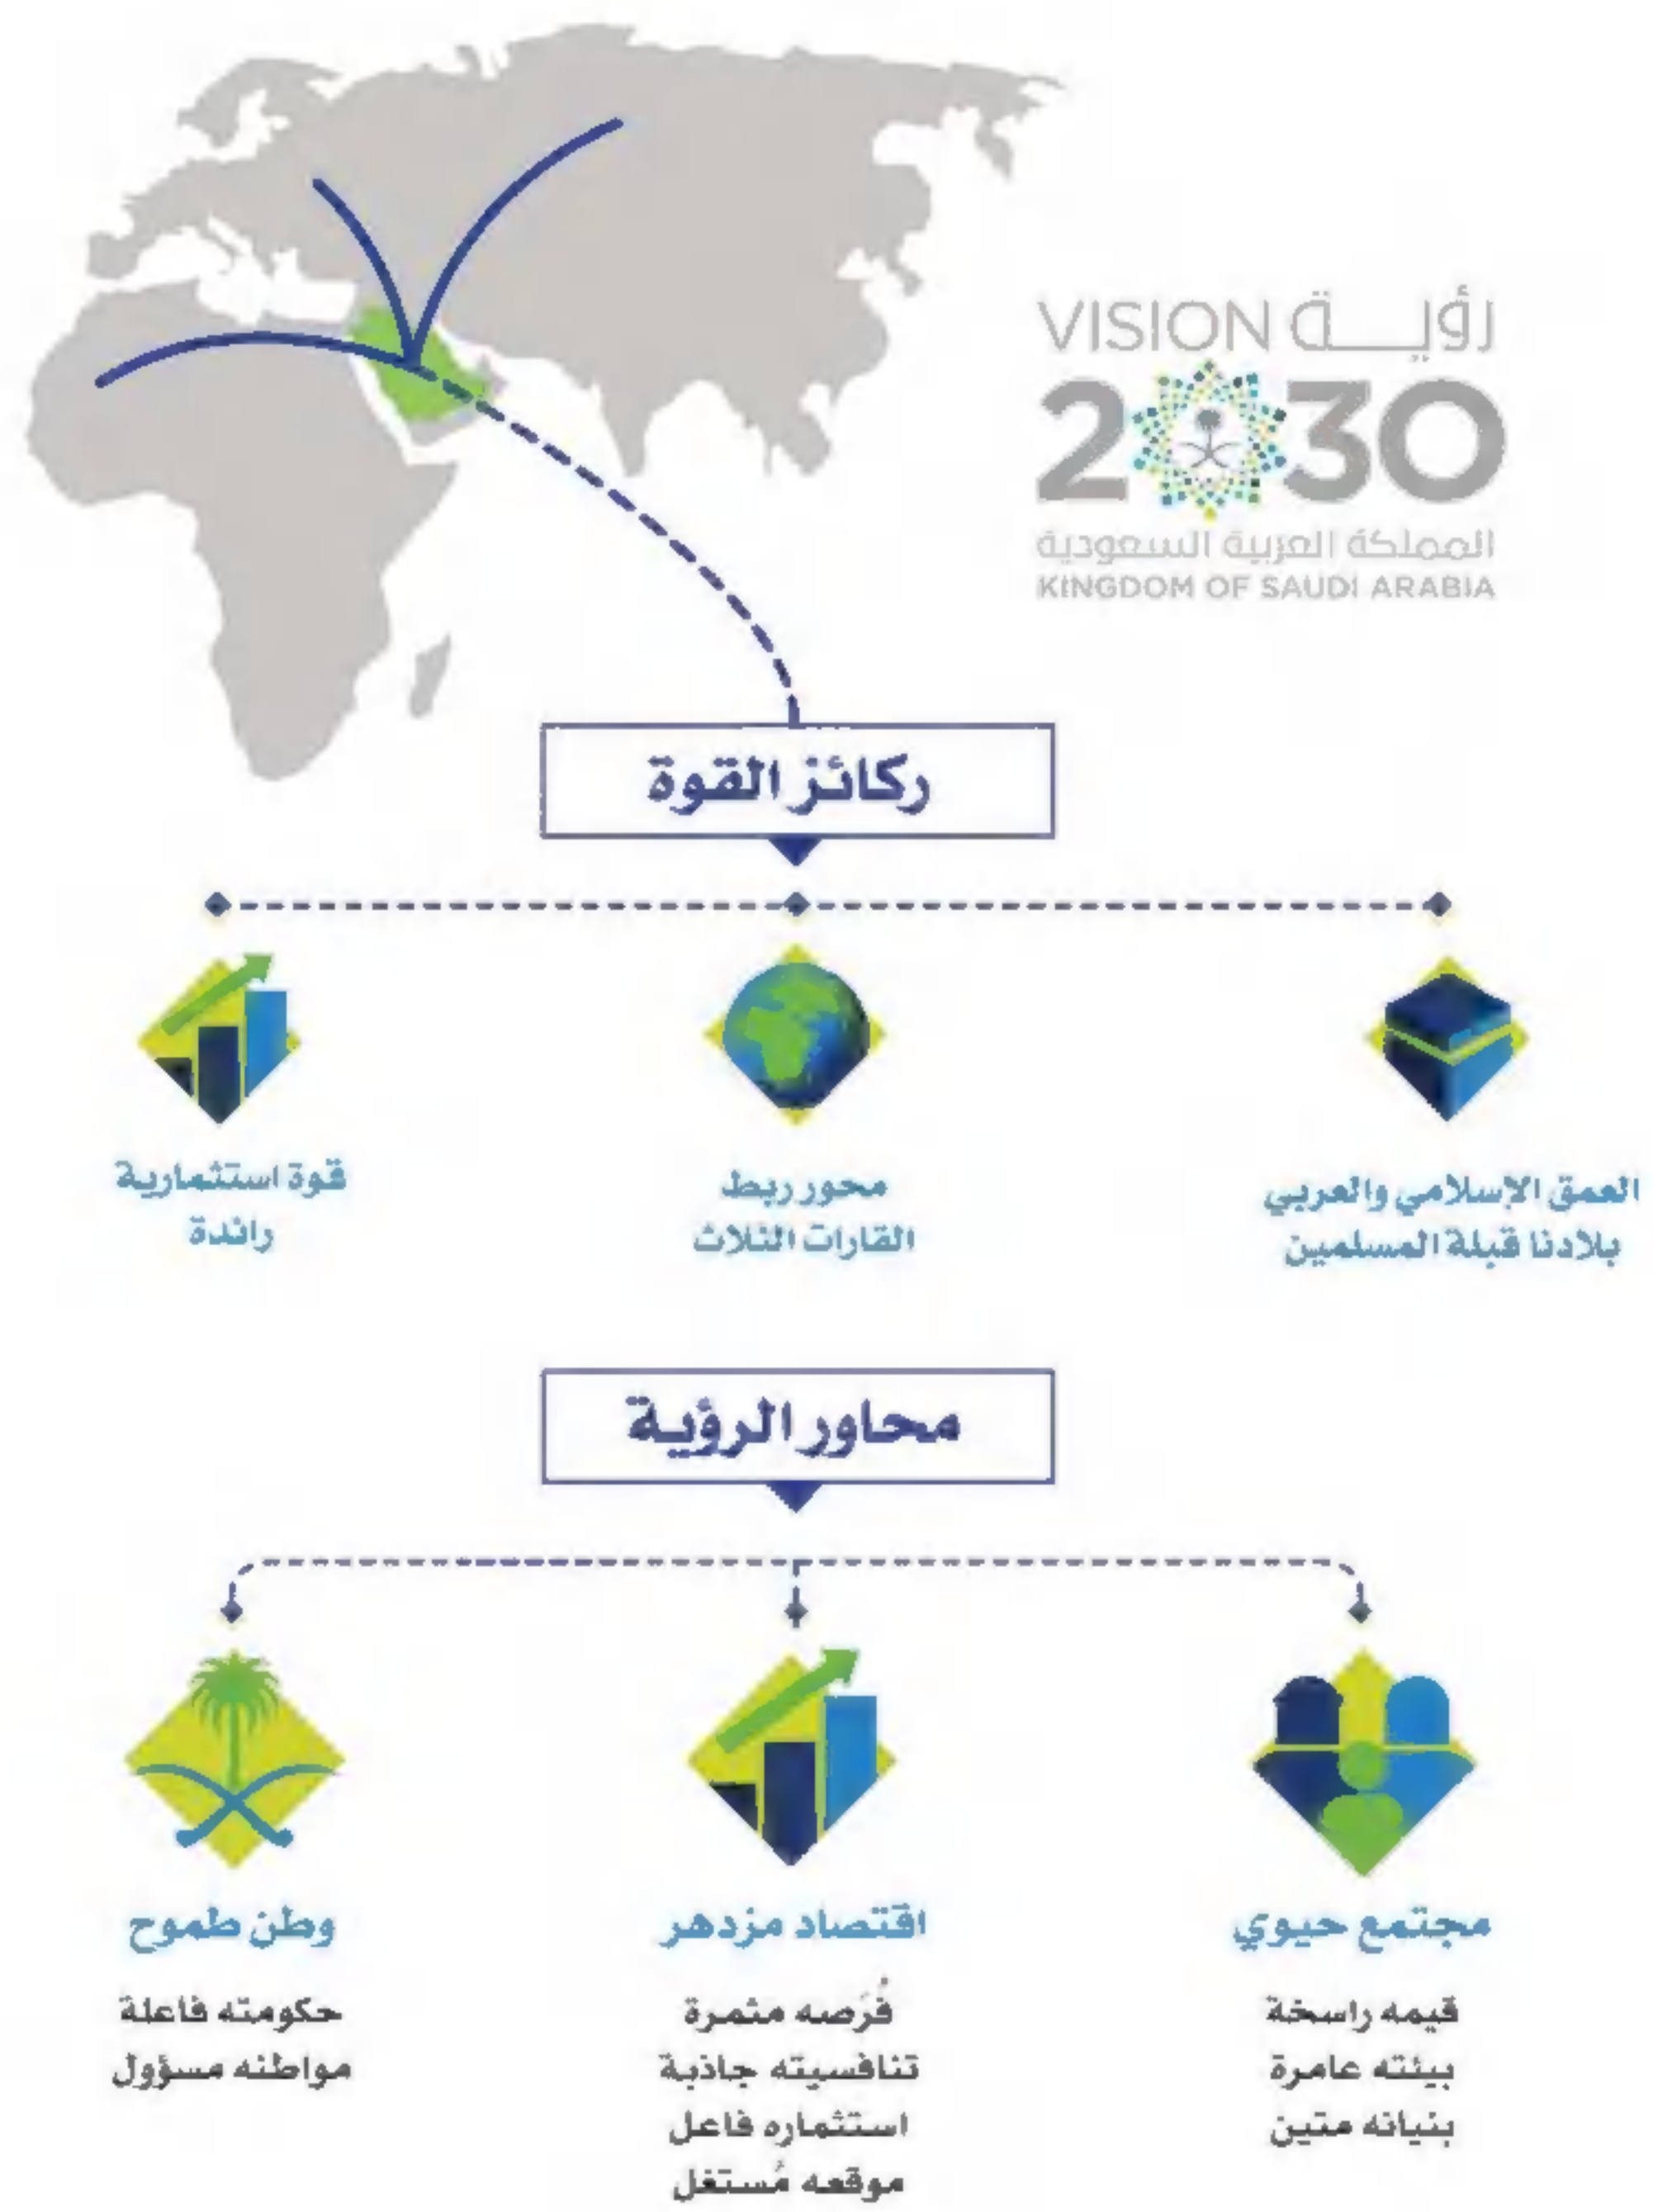 VISION رؤيـــة
2030
المملكة العربية السعودية
KINGDOM OF SAUDI ARABIA
ركائز القوة
العمق الإسلامي والعربي
بلادنا قبلة المسلمين
محور ربط
القارات الثلاث
قوة استثمارية
رائدة
محاور الرؤية
مجتمع حيوي
قيمه راسخة
بيئته عامرة
بنيانه متين
اقتصاد مزدهر
فُرَصه مثمرة
تنافسيته جاذبة
استثماره فاعل
موقعه مُستغل
وطن طموح
حكومته فاعلة
مواطنه مسؤول